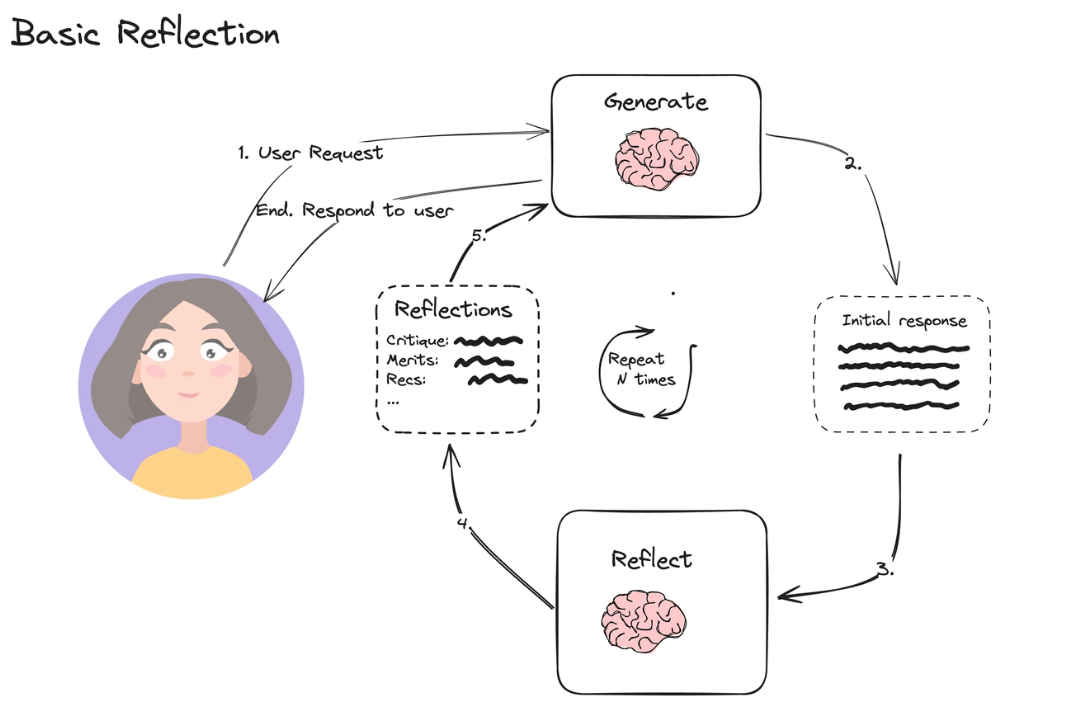 Basic Reflection
Generate
1. User Request
2.
End. Respond to user
5.
Reflections
Critique:
Merits:
Recs:
...
Repeat
N times
Initial response
4.
Reflect
3.